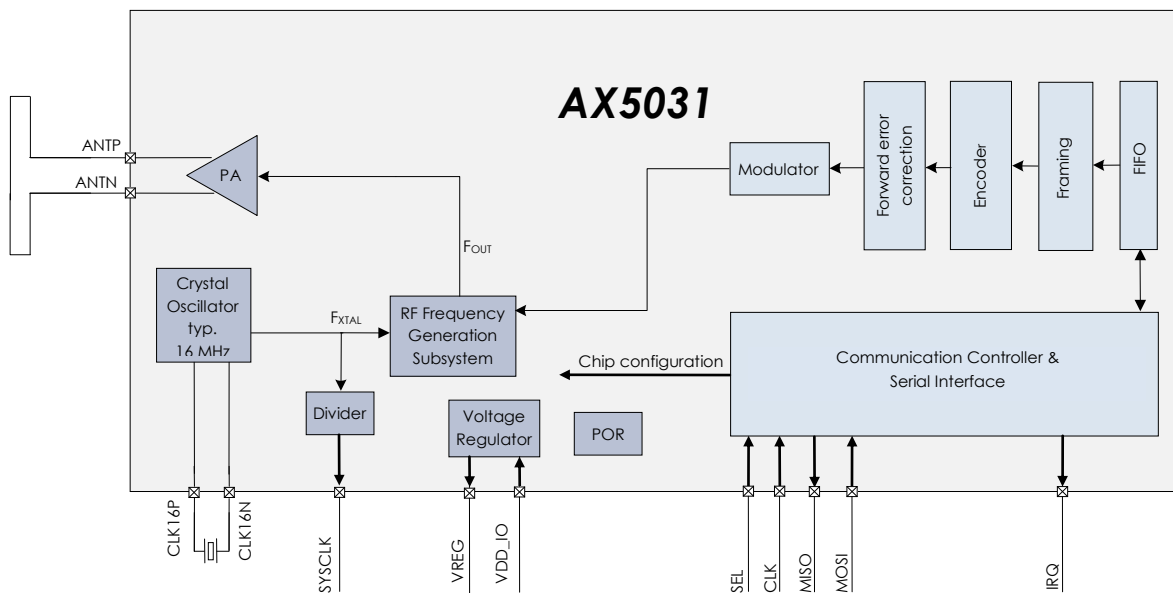 AX5031
ANTP
ANTN
PA
Modulator
Forward error
correction
Encoder
Framing
FIFO
FOUT
Crystal
Oscillator
typ.
16 MHz
FXTAL
RF Frequency
Generation
Subsystem
Communication Controller &
Serial Interface
Chip configuration
Divider
Voltage
Regulator
POR
CLK16P
CLK16N
SYSCLK
VREG
VDD_IO
SEL
CLK
MISO
MOSI
IRQ